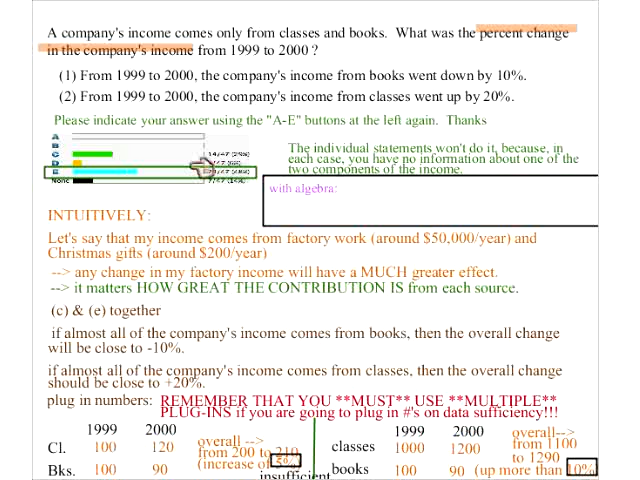 A company's income comes only from classes and books. What was the percent change
in the company's income from 1999 to 2000 ?
(1) From 1999 to 2000, the company's income from books went down by 10%.
(2) From 1999 to 2000, the company's income from classes went up by 20%.
Please indicate your answer using the "A-E" buttons at the left again. Thanks
A
B
C 14/47 (29%)
D
E
None 7/47 (14%)
The individual statements won't do it, because, in
each case, you have no information about one of the
two components of the income.
with algebra:
INTUITIVELY:
Let's say that my income comes from factory work (around $50,000/year) and
Christmas gifts (around $200/year)
--> any change in my factory income will have a MUCH greater effect.
--> it matters HOW GREAT THE CONTRIBUTION IS from each source.
(c) & (e) together
if almost all of the company's income comes from books, then the overall change
will be close to -10%.
if almost all of the company's income comes from classes, then the overall change
should be close to +20%.
plug in numbers: REMEMBER THAT YOU **MUST** USE **MULTIPLE**
PLUG-INS if you are going to plug in #'s on data sufficiency!!!
1999 2000
Cl. 100 120
Bks. 100 90
overall -->
from 200 to 210
(increase of 5%)
insufficient
1999 2000
classes 1000 1200
books 100 90 (up more than 10%
overall-->
from 1100
to 1290